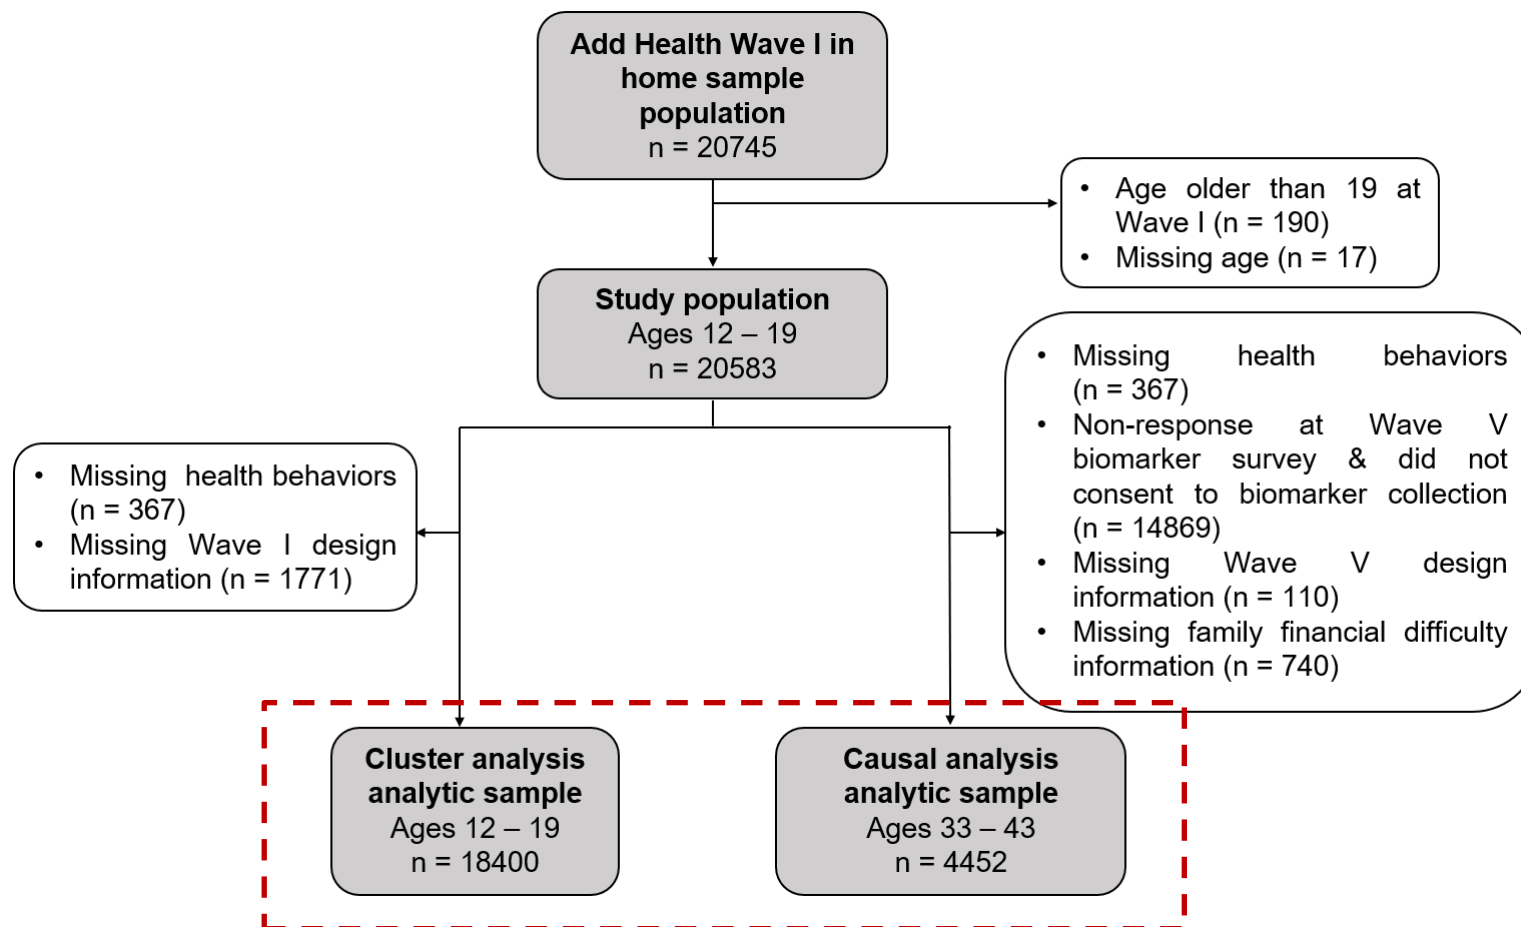 Add Health Wave I in
home sample
population
n = 20745
• Age older than 19 at
Wave I (n = 190)
• Missing age (n = 17)
Study population
Ages 12 – 19
n = 20583
• Missing health behaviors
(n = 367)
• Non-response at Wave V
biomarker survey & did not
consent to biomarker collection
(n = 14869)
• Missing Wave V design
information (n = 110)
• Missing family financial difficulty
information (n = 740)
• Missing health behaviors
(n = 367)
• Missing Wave I design
information (n = 1771)
Cluster analysis
analytic sample
Ages 12 – 19
n = 18400
Causal analysis
analytic sample
Ages 33 – 43
n = 4452